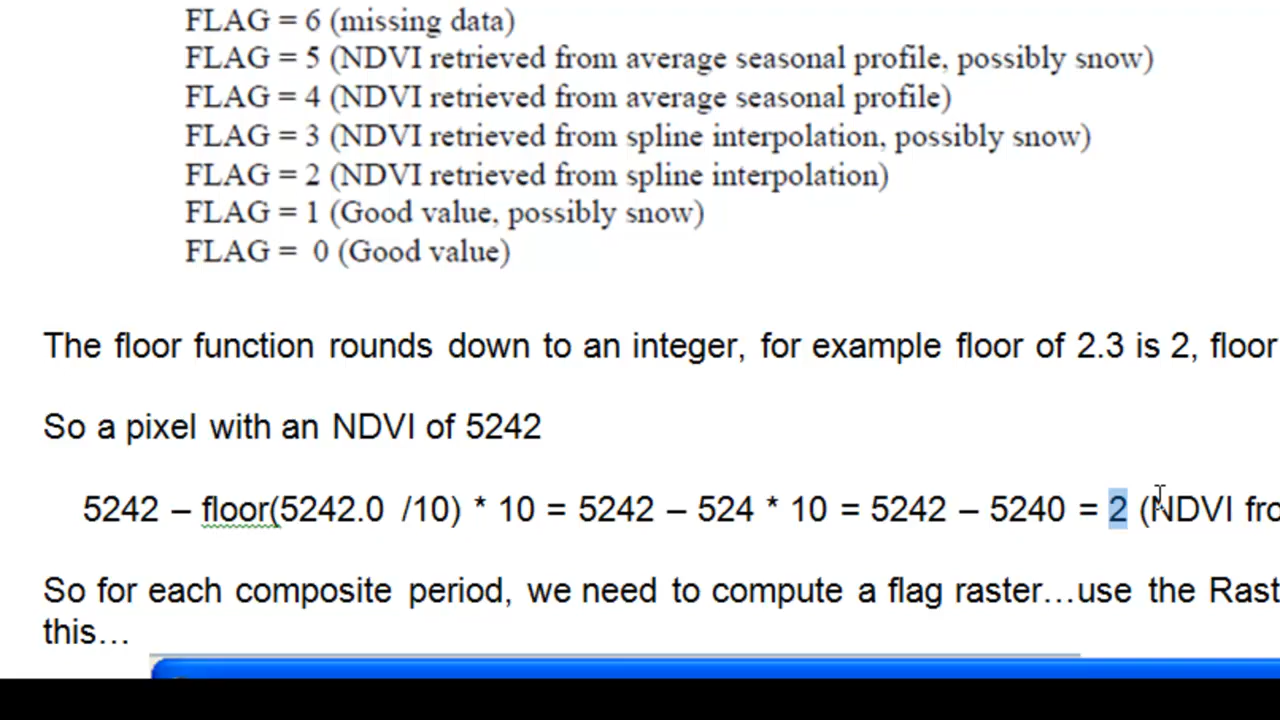 FLAG = 6 (missing data)
FLAG = 5 (NDVI retrieved from average seasonal profile, possibly snow)
FLAG = 4 (NDVI retrieved from average seasonal profile)
FLAG = 3 (NDVI retrieved from spline interpolation, possibly snow)
FLAG = 2 (NDVI retrieved from spline interpolation)
FLAG = 1 (Good value, possibly snow)
FLAG = 0 (Good value)
The floor function rounds down to an integer, for example floor of 2.3 is 2, floor
So a pixel with an NDVI of 5242
5242 – floor(5242.0 /10) * 10 = 5242 – 524 * 10 = 5242 – 5240 = 2 (NDVI fro
So for each composite period, we need to compute a flag raster…use the Rast
this…